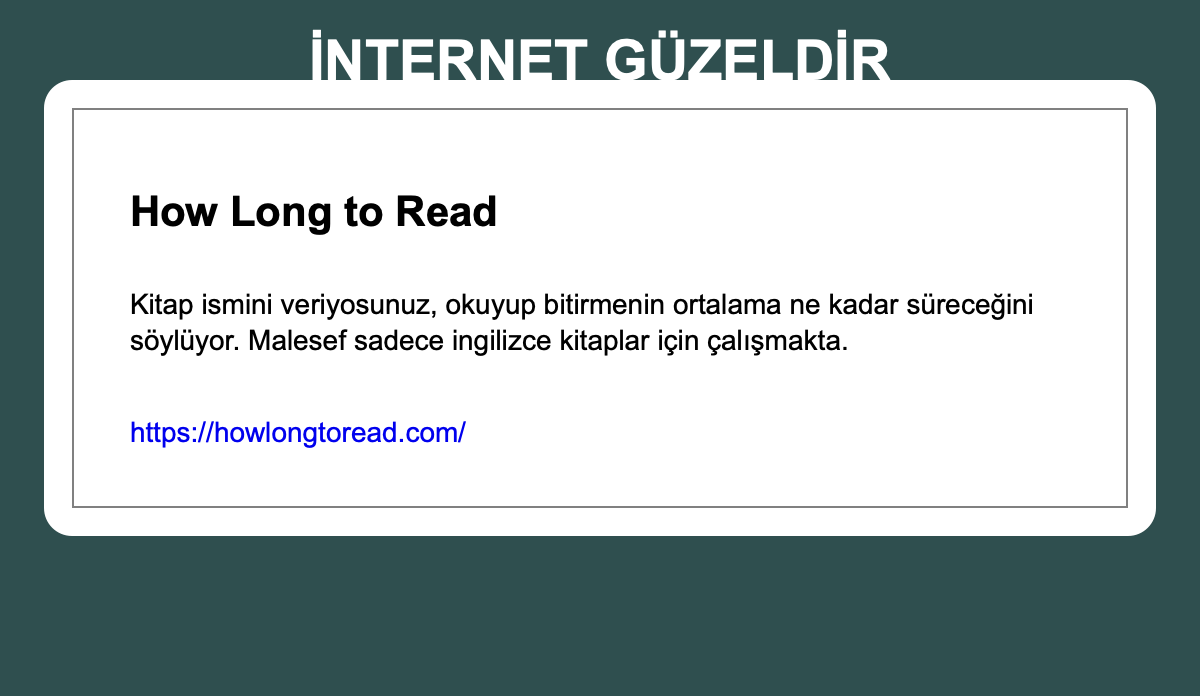 İNTERNET GÜZELDİR
How Long to Read
Kitap ismini veriyosunuz, okuyup bitirmenin ortalama ne kadar süreceğini
söylüyor. Malesef sadece ingilizce kitaplar için çalışmakta.
https://howlongtoread.com/